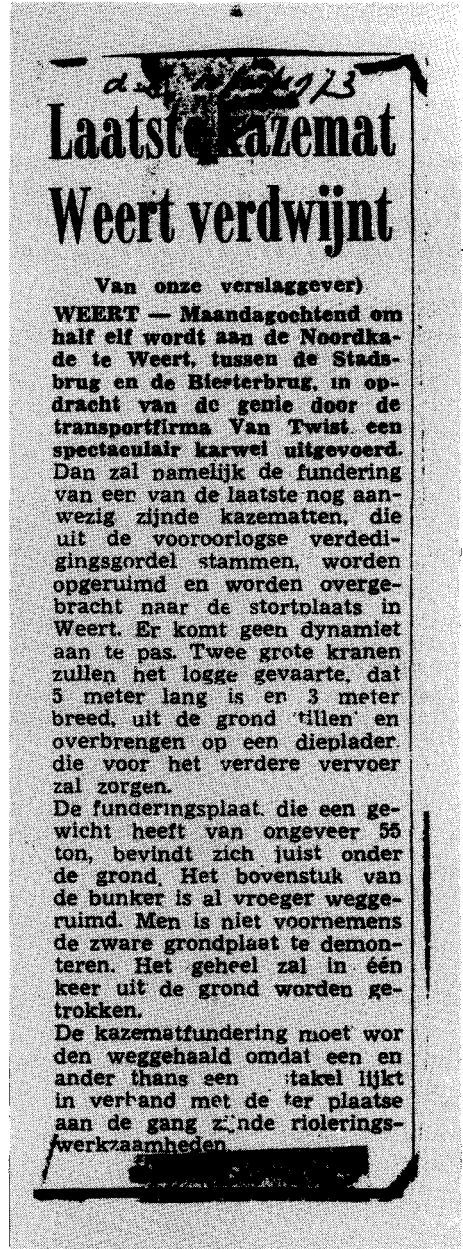 Laatste kazemat
Weert verdwijnt
Van onze verslaggever)
WEERT — Maandagochtend om
half elf wordt aan de Noordka-
de te Weert, tussen de Stads-
brug en de Biesterbrug, in op-
dracht van de genie door de
transportfirma Van Twist een
spectaculair karwei uitgevoerd.
Dan zal namelijk de fundering
van een van de laatste nog aan-
wezig zijnde kazematten, die
uit de vooroorlogse verdedi-
gingsgordel stammen, worden
opgeruimd en worden overge-
bracht naar de stortplaats in
Weert. Er komt geen dynamiet
aan te pas. Twee grote kranen
zullen het logge gevaarte, dat
5 meter lang is en 3 meter
breed, uit de grond 'tillen' en
overbrengen op een dieplader.
die voor het verdere vervoer
zal zorgen.
De funderingsplaat, die een ge-
wicht heeft van ongeveer 55
ton, bevindt zich juist onder
de grond. Het bovenstuk van
de bunker is al vroeger wegge-
ruimd. Men is niet voornemens
de zware grondplaat te demon-
teren. Het geheel zal in één
keer uit de grond worden ge-
trokken.
De kazematfundering moet wor
den weggehaald omdat een en
ander thans een takel lijkt
in verband met de ter plaatse
aan de gang zijnde riolerings-
werkzaamheden